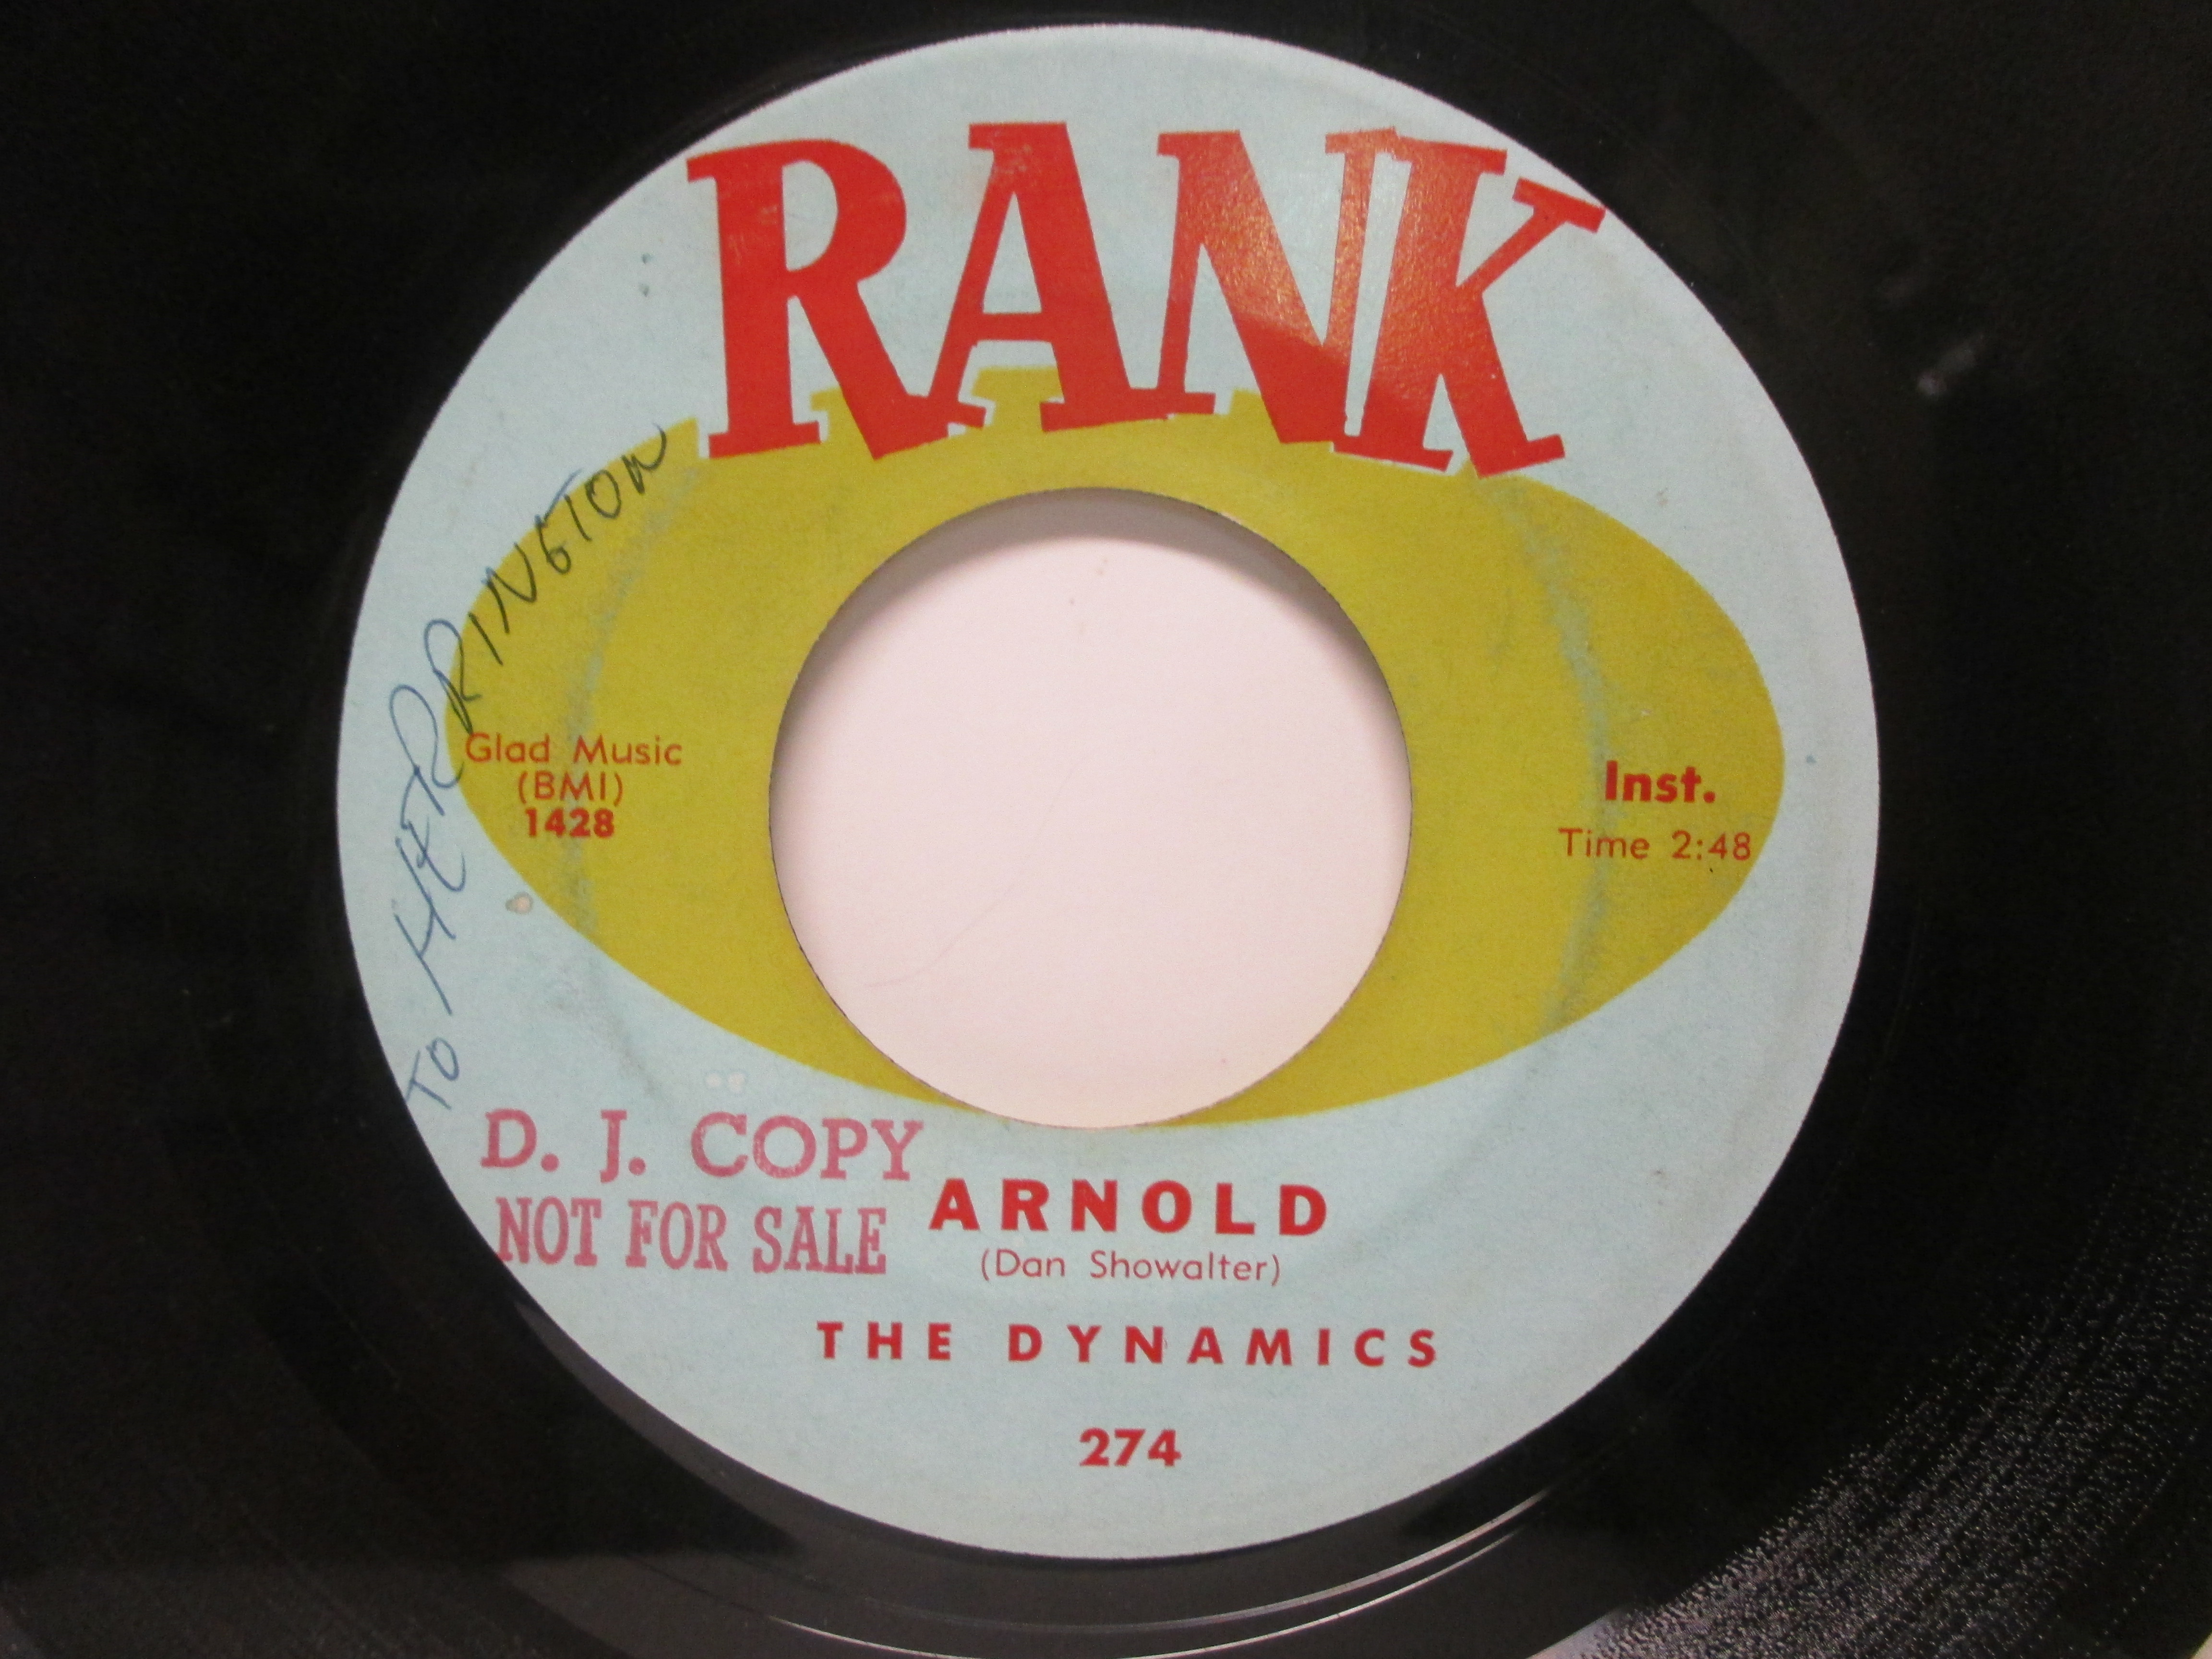 RANK
TO HERRINGTON
Glad Music
(BMI)
1428
Inst.
Time 2:48
D. J. COPY
NOT FOR SALE
ARNOLD
(Dan Showalter)
THE DYNAMICS
274